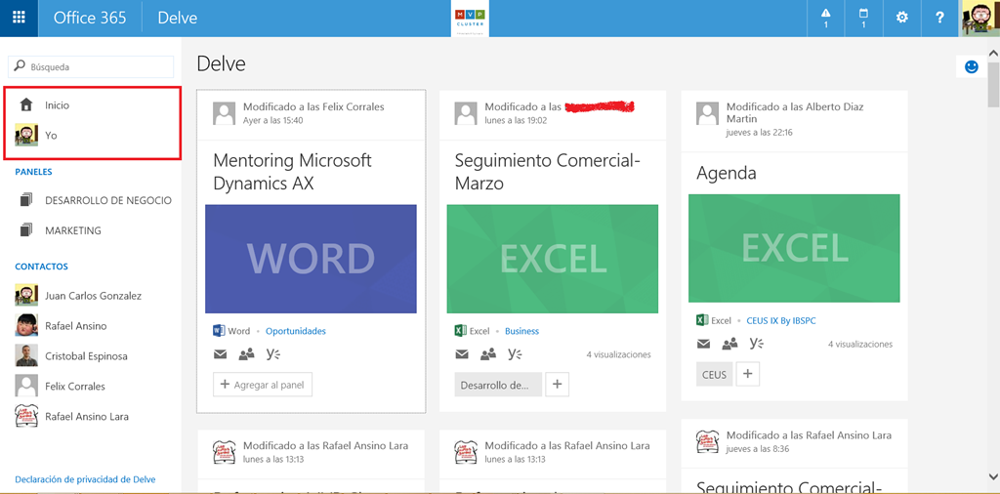 Office 365
Delve
MVP
CLUSTER
1
1
?
Búsqueda
Inicio
Yo
PANELES
DESARROLLO DE NEGOCIO
MARKETING
CONTACTOS
Juan Carlos Gonzalez
Rafael Ansino
Cristobal Espinosa
Felix Corrales
Rafael Ansino Lara
Declaración de privacidad de Delve
Delve
Modificado a las Felix Corrales
Ayer a las 15:40
Mentoring Microsoft
Dynamics AX
WORD
Word
Oportunidades
Agregar al panel
Modificado a las
lunes a las 19:02
Seguimiento Comercial-
Marzo
EXCEL
Excel
Business
4 visualizaciones
Desarrollo de...
Modificado a las Alberto Diaz
Martin
jueves a las 22:16
Agenda
EXCEL
Excel
CEUS IX By IBSPC
4 visualizaciones
CEUS
Modificado a las Rafael Ansino Lara
lunes a las 13:13
Modificado a las Rafael Ansino Lara
lunes a las 13:13
Modificado a las Rafael Ansino Lara
jueves a las 8:36
Seguimiento Comercial-